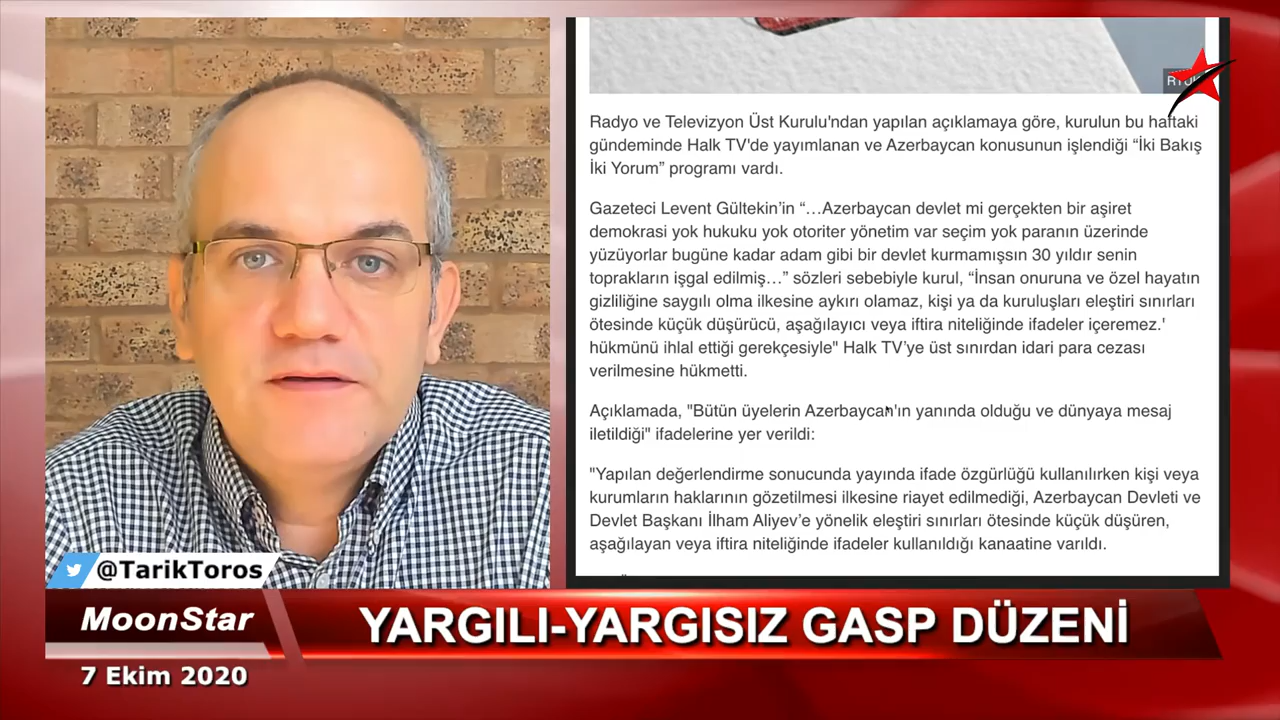 RTÜK
Radyo ve Televizyon Üst Kurulu'ndan yapılan açıklamaya göre, kurulun bu haftaki
gündeminde Halk TV'de yayımlanan ve Azerbaycan konusunun işlendiği “İki Bakış
İki Yorum” programı vardı.
Gazeteci Levent Gültekin’in “…Azerbaycan devlet mi gerçekten bir aşiret
demokrasi yok hukuku yok otoriter yönetim var seçim yok paranın üzerinde
yüzüyorlar bugüne kadar adam gibi bir devlet kurmamışsın 30 yıldır senin
toprakların işgal edilmiş…” sözleri sebebiyle kurul, “İnsan onuruna ve özel hayatın
gizliliğine saygılı olma ilkesine aykırı olamaz, kişi ya da kuruluşları eleştiri sınırları
ötesinde küçük düşürücü, aşağılayıcı veya iftira niteliğinde ifadeler içeremez.'
hükmünü ihlal ettiği gerekçesiyle" Halk TV’ye üst sınırdan idari para cezası
verilmesine hükmetti.
Açıklamada, "Bütün üyelerin Azerbaycan'ın yanında olduğu ve dünyaya mesaj
iletildiği" ifadelerine yer verildi:
"Yapılan değerlendirme sonucunda yayında ifade özgürlüğü kullanılırken kişi veya
kurumların haklarının gözetilmesi ilkesine riayet edilmediği, Azerbaycan Devleti ve
Devlet Başkanı İlham Aliyev’e yönelik eleştiri sınırları ötesinde küçük düşüren,
aşağılayan veya iftira niteliğinde ifadeler kullanıldığı kanaatine varıldı.
@TarikToros
MoonStar
YARGILI-YARGISIZ GASP DÜZENİ
7 Ekim 2020